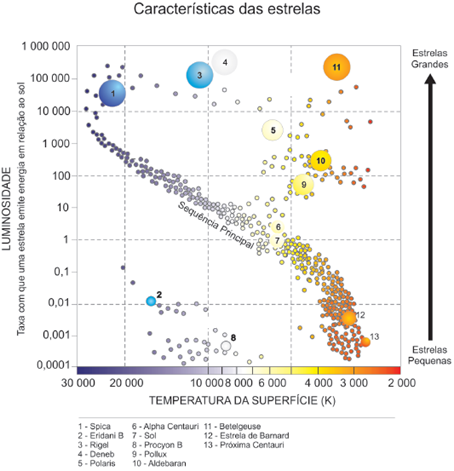 Características das estrelas
LUMINOSIDADE
Taxa com que uma estrela emite energia em relação ao sol
1 000 000
100 000
10 000
1 000
100
10
1
0,1
0,01
0,001
0,0001
1
3
4
11
5
10
9
6
7
2
8
12
13
Sequência Principal
Estrelas
Grandes
Estrelas
Pequenas
30 000 20 000 10 000 8 000 6 000 4 000 3 000 2 000
TEMPERATURA DA SUPERFÍCIE (K)
1 - Spica
2 - Eridani B
3 - Rigel
4 - Deneb
5 - Polaris
6 - Alpha Centauri
7 - Sol
8 - Procyon B
9 - Pollux
10 - Aldebaran
11 - Betelgeuse
12 - Estrela de Barnard
13 - Próxima Centauri